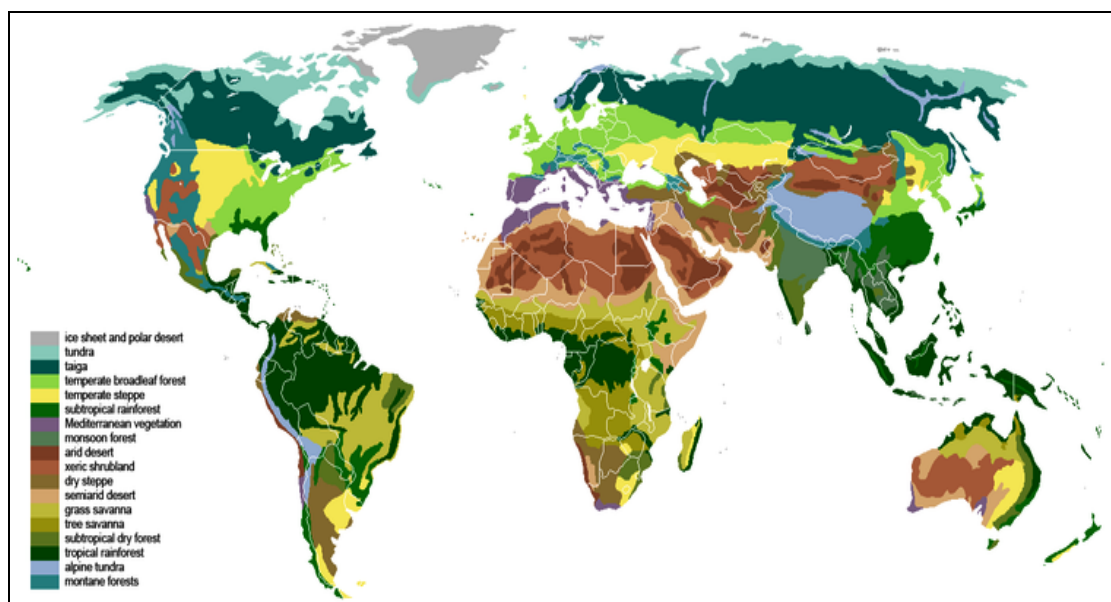 ice sheet and polar desert
tundra
taiga
temperate broadleaf forest
temperate steppe
subtropical rainforest
Mediterranean vegetation
monsoon forest
arid desert
xeric shrubland
dry steppe
semiarid desert
grass savanna
tree savanna
subtropical dry forest
tropical rainforest
alpine tundra
montane forests